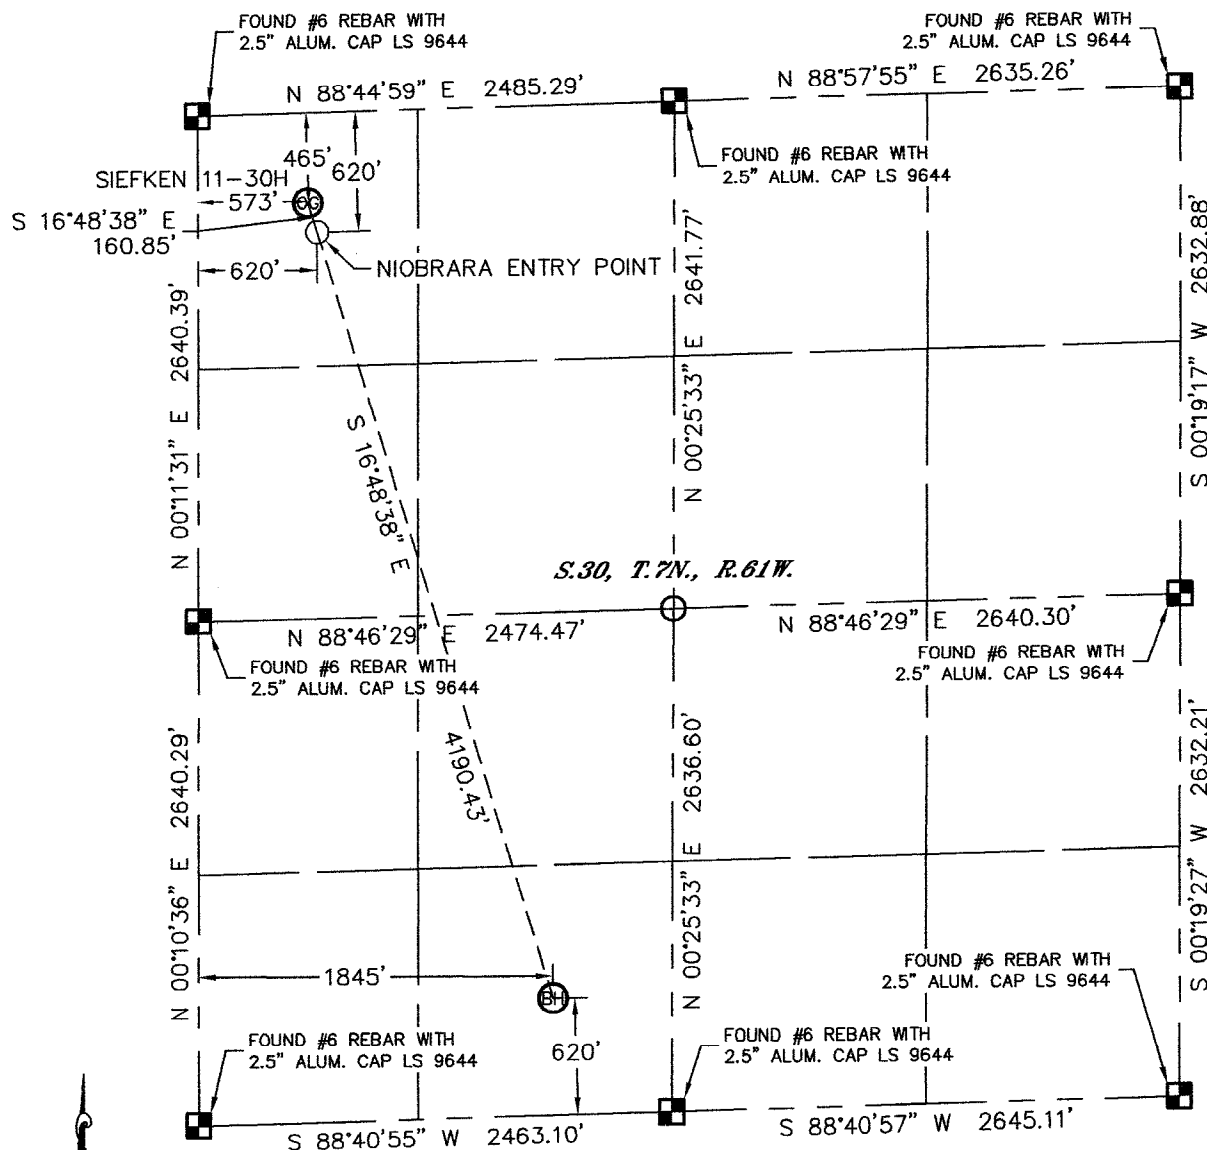 FOUND #6 REBAR WITH
2.5" ALUM. CAP LS 9644
FOUND #6 REBAR WITH
2.5" ALUM. CAP LS 9644
N 88°44'59" E 2485.29'
N 88°57'55" E 2635.26'
FOUND #6 REBAR WITH
2.5" ALUM. CAP LS 9644
465'
620'
SIEFKEN 11-30H
573'
OG
S 16°48'38" E
160.85'
620'
NIOBRARA ENTRY POINT
N 00°11'31" E 2640.39'
N 00°25'33" E 2641.77'
S 00°19'17" W 2632.88'
S 16°48'38" E
4190.43'
S.30, T.7N., R.61W.
N 88°46'29" E 2474.47'
N 88°46'29" E 2640.30'
FOUND #6 REBAR WITH
2.5" ALUM. CAP LS 9644
FOUND #6 REBAR WITH
2.5" ALUM. CAP LS 9644
N 00°10'36" E 2640.29'
N 00°25'33" E 2636.60'
S 00°19'27" W 2632.21'
1845'
BH
620'
FOUND #6 REBAR WITH
2.5" ALUM. CAP LS 9644
FOUND #6 REBAR WITH
2.5" ALUM. CAP LS 9644
FOUND #6 REBAR WITH
2.5" ALUM. CAP LS 9644
S 88°40'55" W 2463.10'
S 88°40'57" W 2645.11'